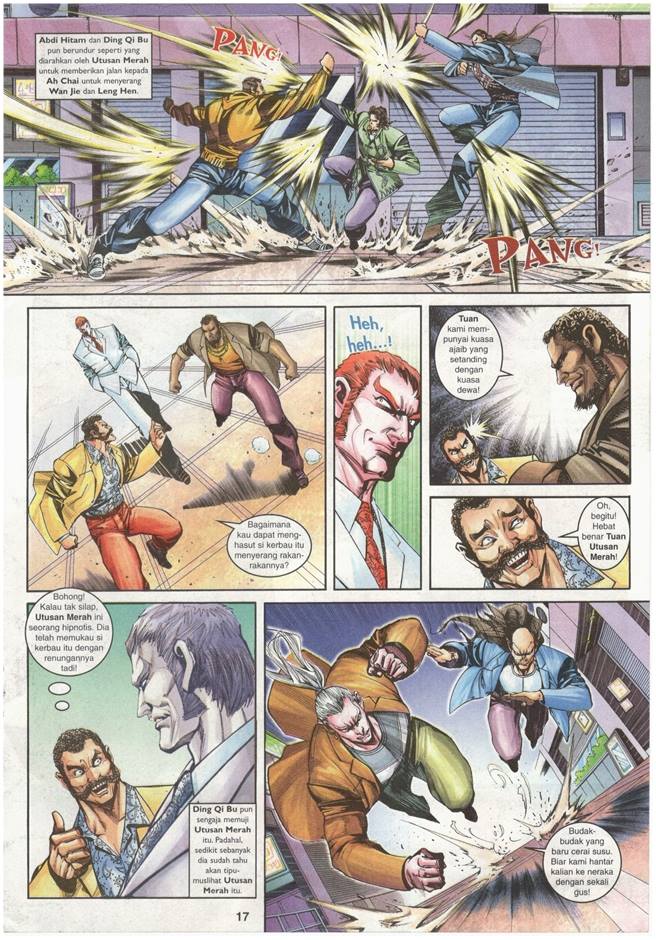 Abdi Hitam dan Ding Qi Bu
pun berundur seperti yang
diarahkan oleh Utusan Merah
untuk memberikan jalan kepada
Ah Chai untuk menyerang
Wan Jie dan Leng Hen.
PANG!
PANG!
Bagaimana
kau dapat meng-
hasut si kerbau itu
menyerang rakan-
rakannya?
Heh,
heh...!
Tuan
kami mem-
punyai kuasa
ajaib yang
setanding
dengan
kuasa
dewa!
Oh,
begitu!
Hebat
benar Tuan
Utusan
Merah!
Bohong!
Kalau tak silap,
Utusan Merah ini
seorang hipnotis. Dia
telah memukau si
kerbau itu dengan
renungannya
tadi!
Ding Qi Bu pun
sengaja memuji
Utusan Merah
itu. Padahal,
sedikit sebanyak
dia sudah tahu
akan tipu-
muslihat Utusan
Merah itu.
Budak-
budak yang
baru cerai susu.
Biar kami hantar
kalian ke neraka
dengan sekali
gus!
17